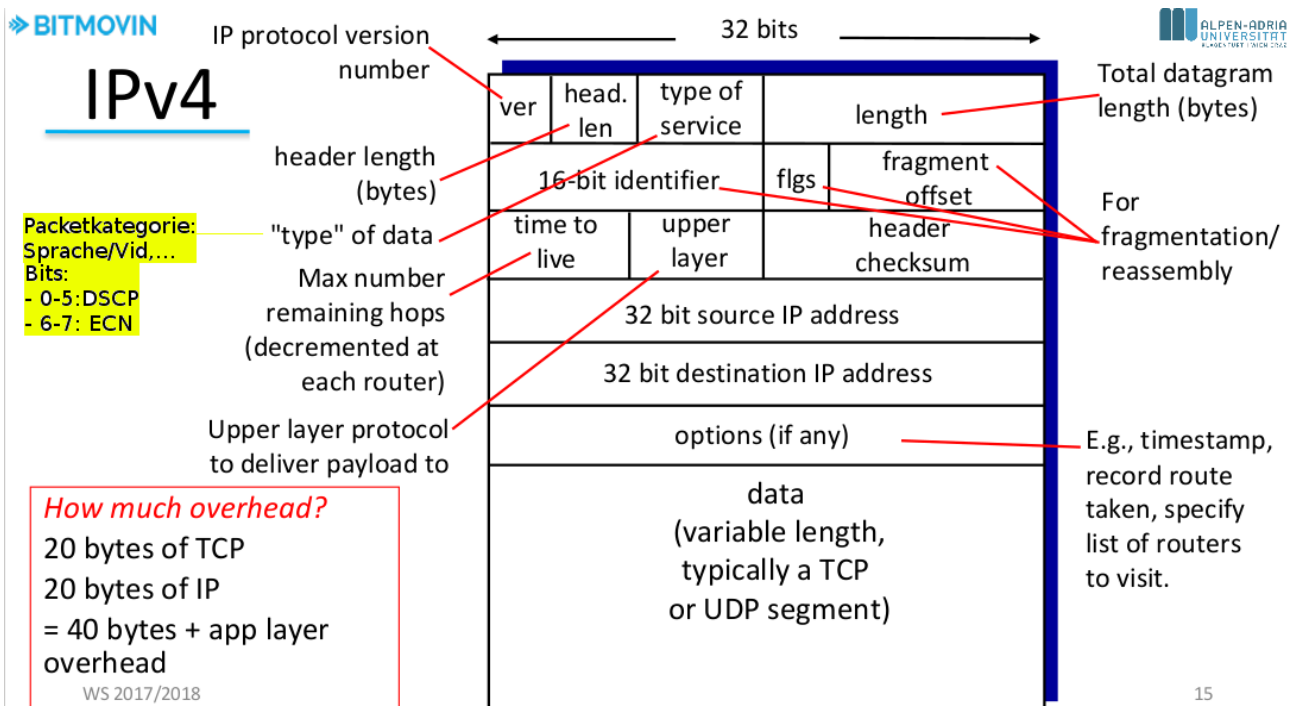 BITMOVIN
IPv4
IP protocol version
number
header length
(bytes)
"type" of data
Packetkategorie:
Sprache/Vid,...
Bits:
- 0-5:DSCP
- 6-7: ECN
Max number
remaining hops
(decremented at
each router)
Upper layer protocol
to deliver payload to
How much overhead?
20 bytes of TCP
20 bytes of IP
= 40 bytes + app layer
overhead
WS 2017/2018
32 bits
ver
head.
len
type of
service
length
16-bit identifier
flgs
fragment
offset
time to
live
upper
layer
header
checksum
32 bit source IP address
32 bit destination IP address
options (if any)
data
(variable length,
typically a TCP
or UDP segment)
ALPEN-ADRIA
UNIVERSITÄT
Total datagram
length (bytes)
For
fragmentation/
reassembly
E.g., timestamp,
record route
taken, specify
list of routers
to visit.
15